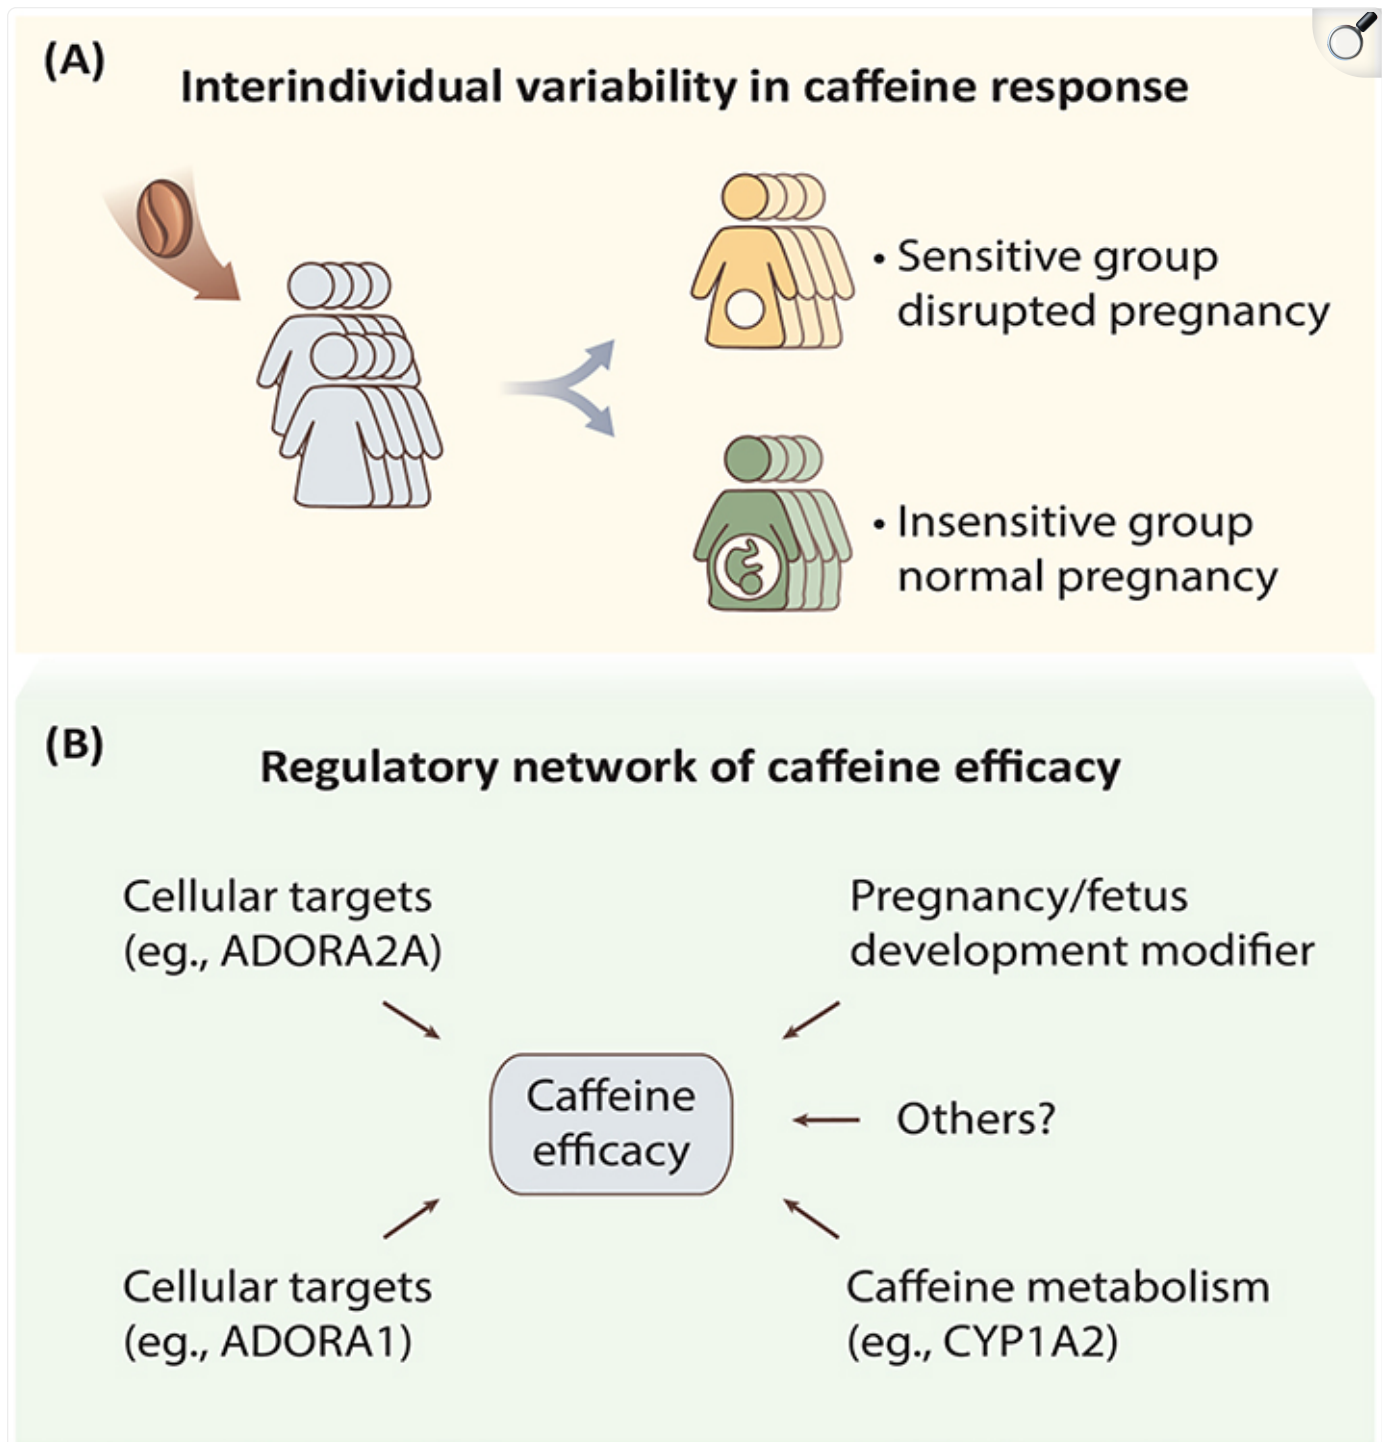 (A)
Interindividual variability in caffeine response
• Sensitive group
disrupted pregnancy
• Insensitive group
normal pregnancy
(B)
Regulatory network of caffeine efficacy
Cellular targets
(eg., ADORA2A)
Pregnancy/fetus
development modifier
Caffeine
efficacy
Others?
Cellular targets
(eg., ADORA1)
Caffeine metabolism
(eg., CYP1A2)